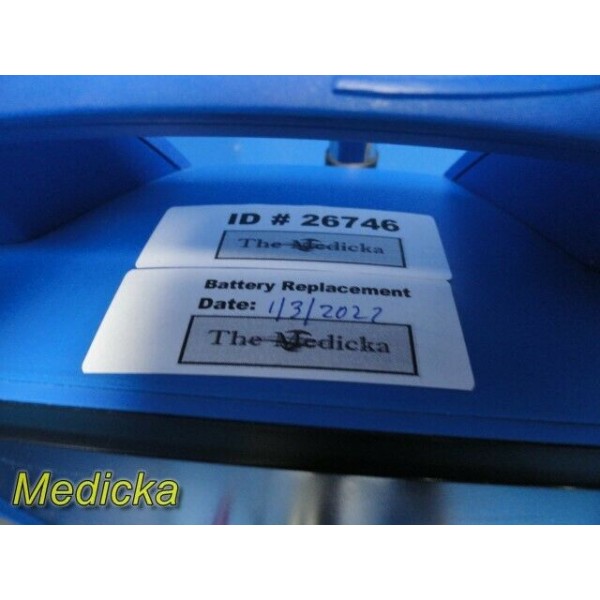 ID # 26746
The Medicka
Battery Replacement
Date: 1/3/2022
The Medicka
Medicka